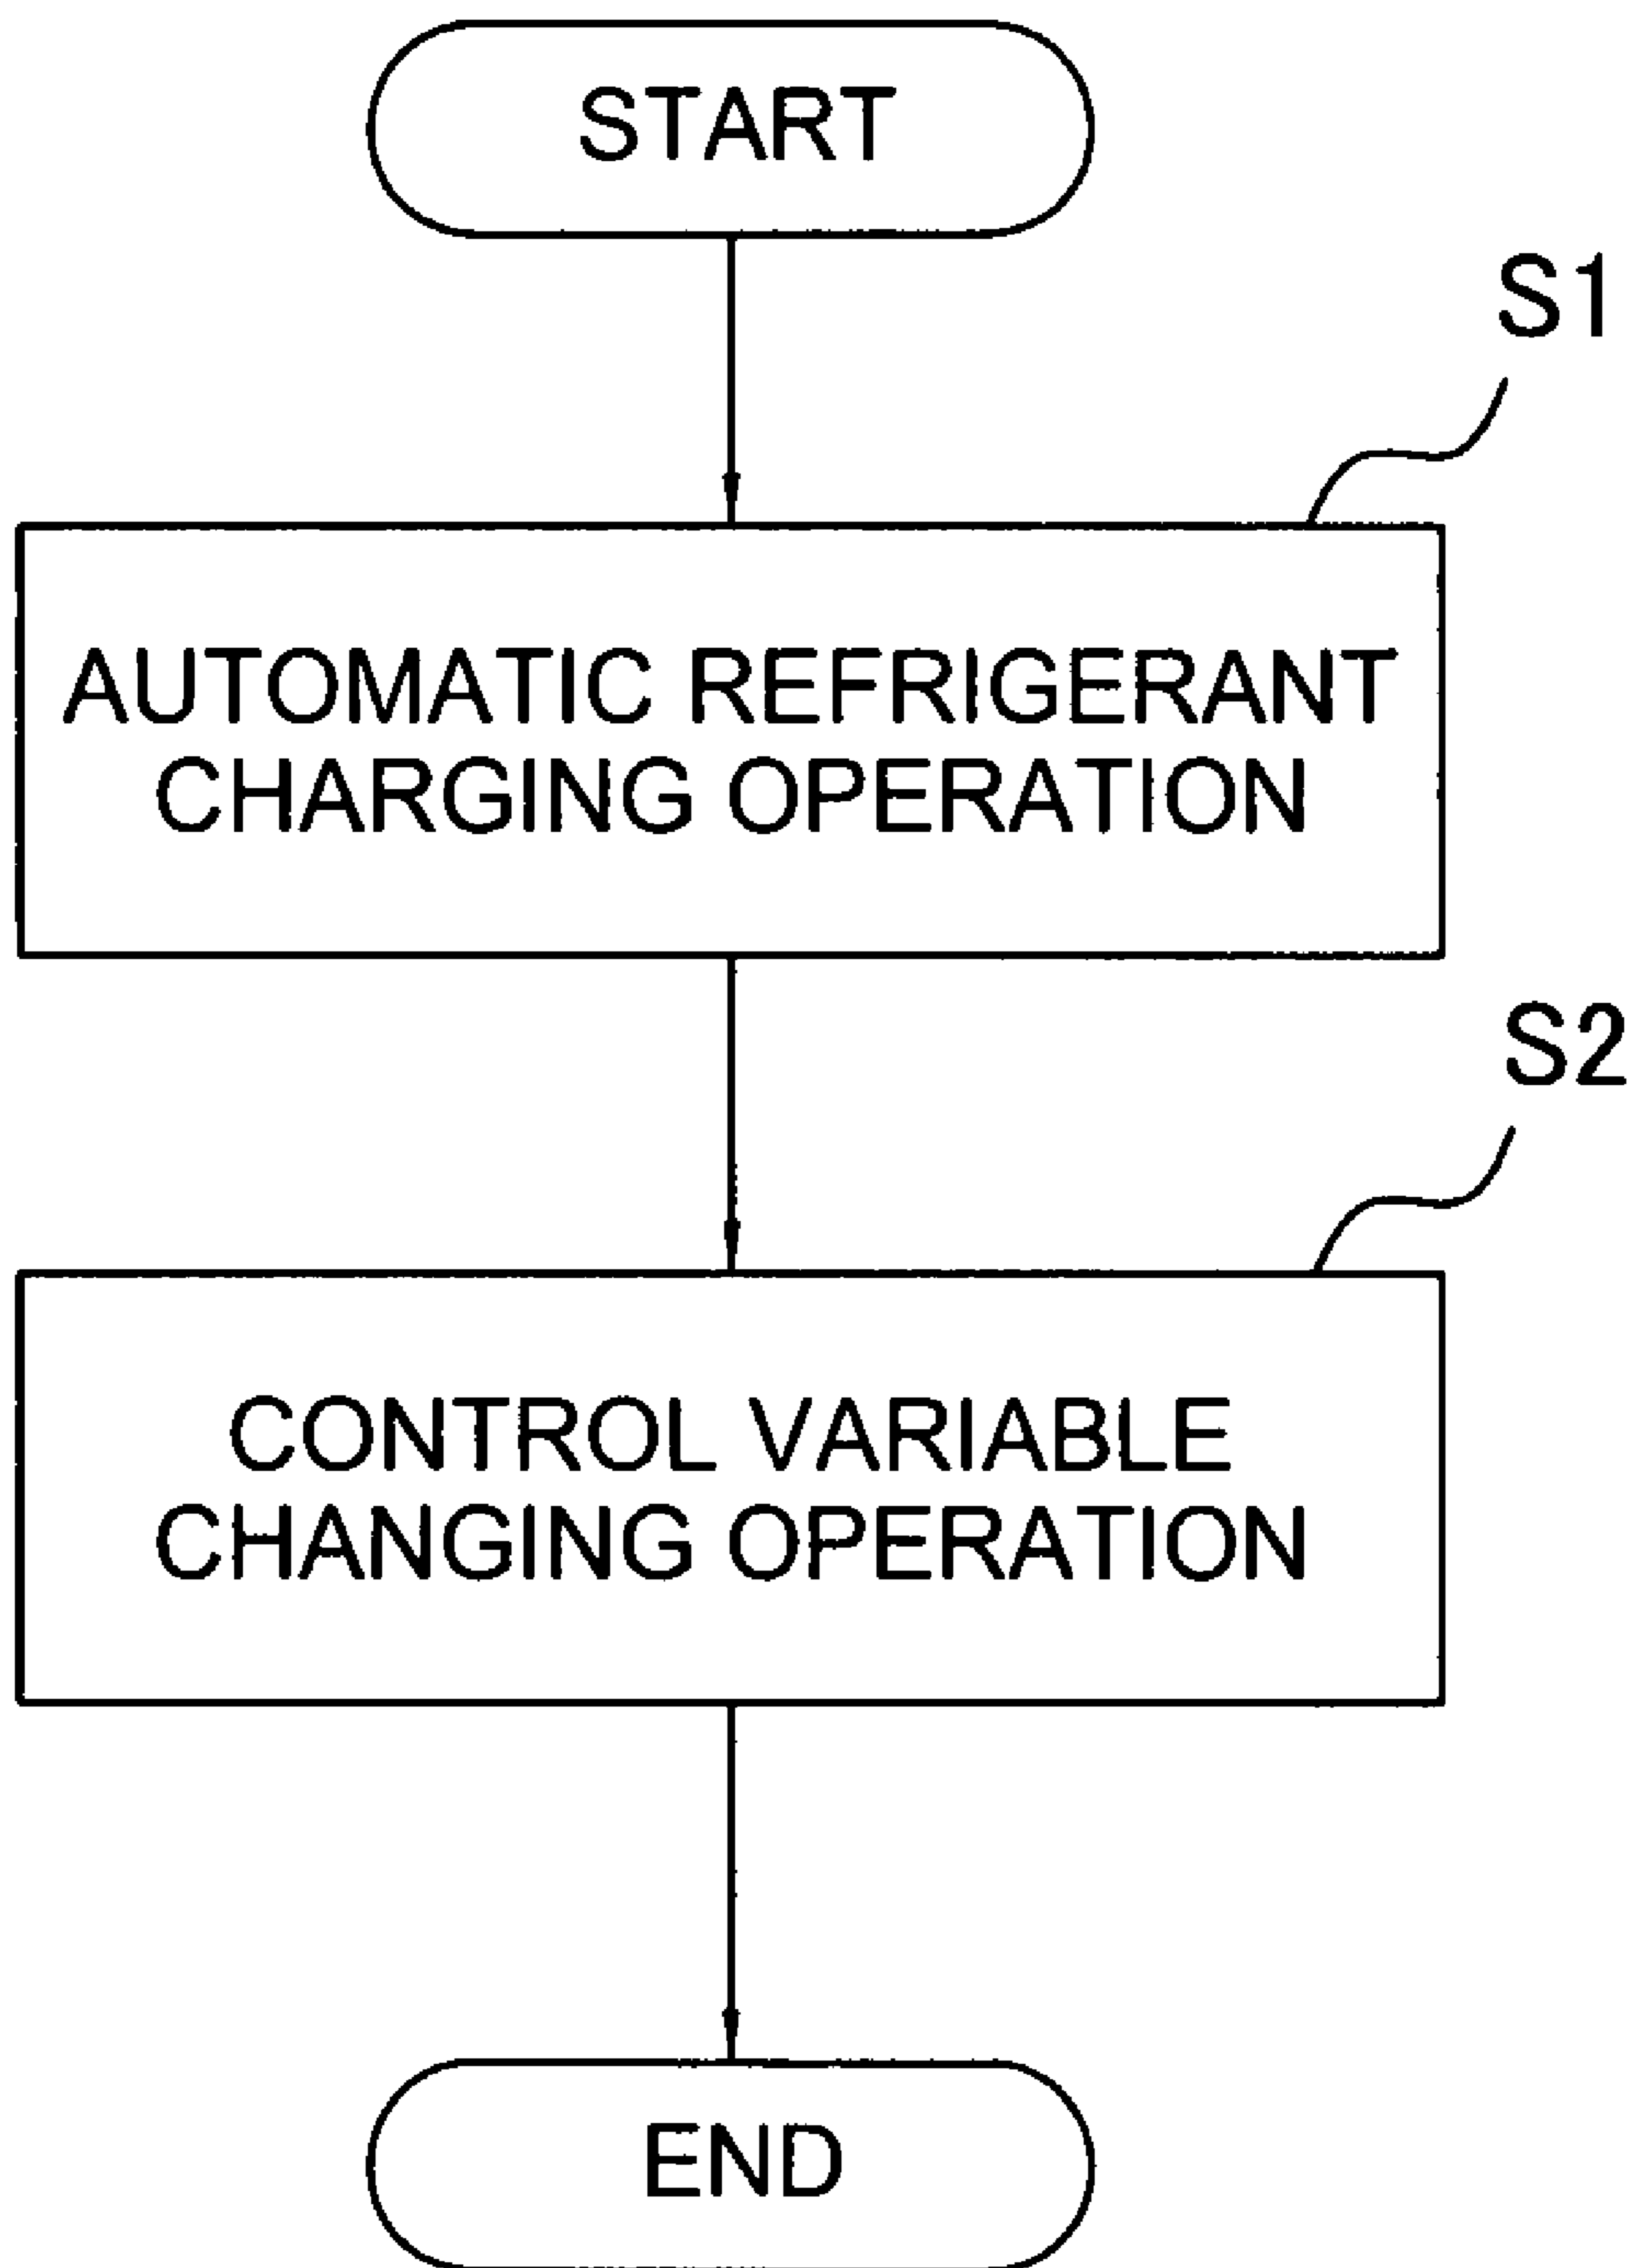 START
S1
AUTOMATIC REFRIGERANT
CHARGING OPERATION
S2
CONTROL VARIABLE
CHANGING OPERATION
END